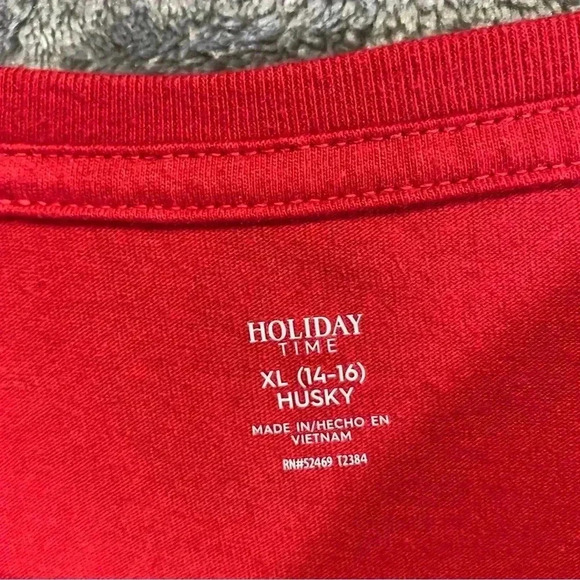 HOLIDAY
TIME
XL (14-16)
HUSKY
MADE IN/HECHO EN
VIETNAM
RN#52469 T2384